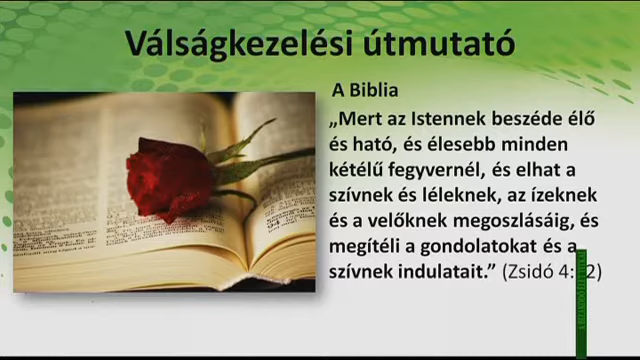 Válságkezelési útmutató
A Biblia
„Mert az Istennek beszéde élő
és ható, és élesebb minden
kétélű fegyvernél, és elhat a
szívnek és léleknek, az ízeknek
és a velőknek megoszlásáig, és
megítéli a gondolatokat és a
szívnek indulatait.” (Zsidó 4: 2)